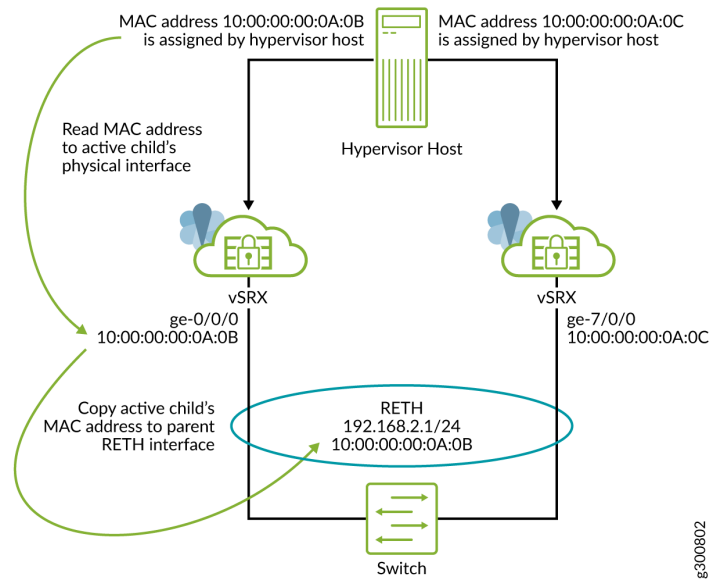 MAC address 10:00:00:00:0A:0B
is assigned by hypervisor host
MAC address 10:00:00:00:0A:0C
is assigned by hypervisor host
Read MAC address
to active child's
physical interface
Hypervisor Host
vSRX
vSRX
ge-0/0/0
10:00:00:00:0A:0B
ge-7/0/0
10:00:00:00:0A:0C
Copy active child's
MAC address to parent
RETH interface
RETH
192.168.2.1/24
10:00:00:00:0A:0B
Switch
g300802